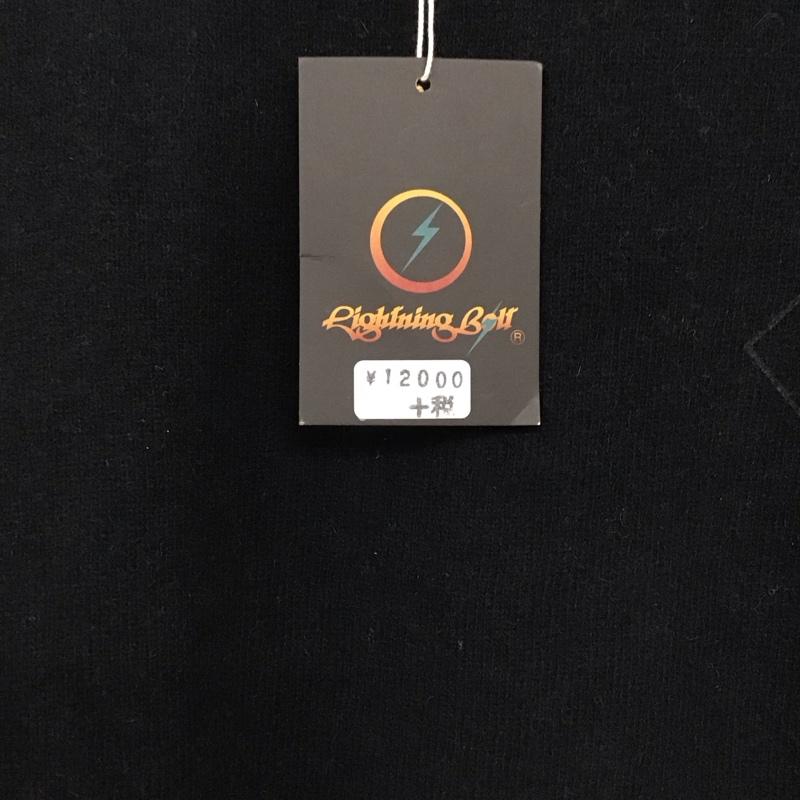 Lightning Bolt
®
¥12000
+税